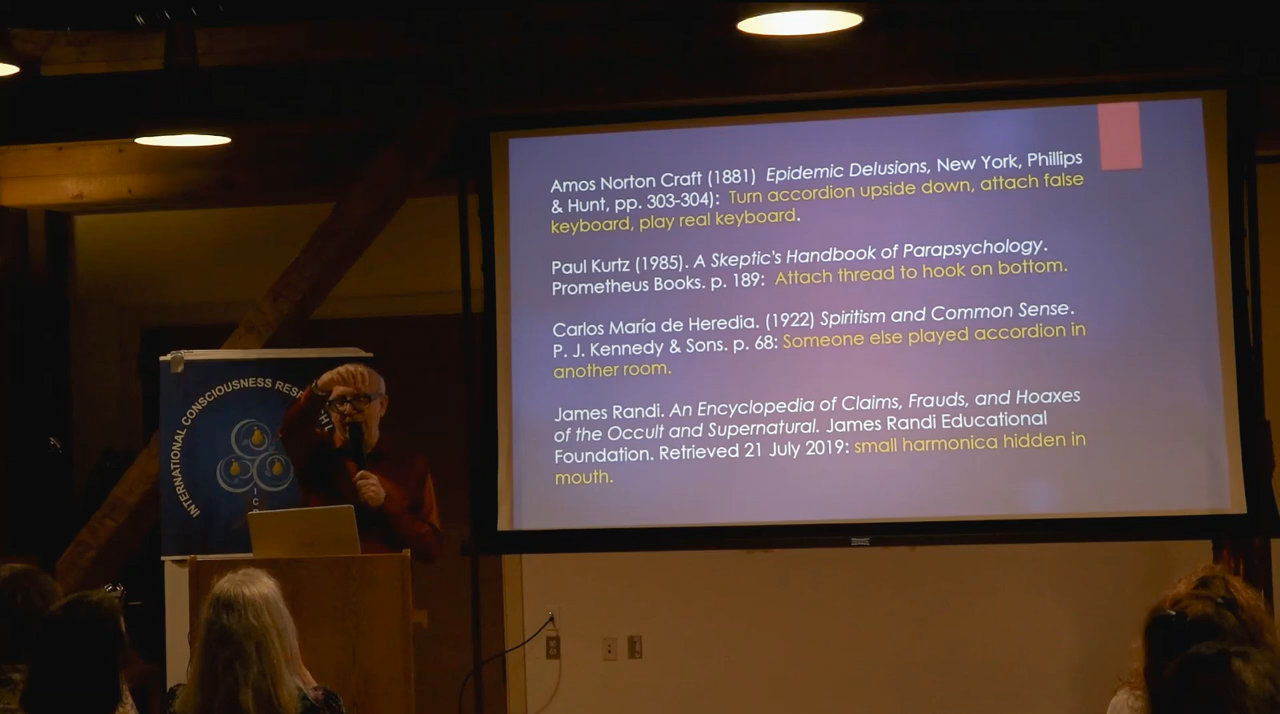 Amos Norton Craft (1881) Epidemic Delusions, New York, Phillips
& Hunt, pp. 303-304): Turn accordion upside down, attach false
keyboard, play real keyboard.
Paul Kurtz (1985). A Skeptic's Handbook of Parapsychology.
Prometheus Books. p. 189: Attach thread to hook on bottom.
Carlos María de Heredia. (1922) Spiritism and Common Sense.
P. J. Kennedy & Sons. p. 68: Someone else played accordion in
another room.
James Randi. An Encyclopedia of Claims, Frauds, and Hoaxes
of the Occult and Supernatural. James Randi Educational
Foundation. Retrieved 21 July 2019: small harmonica hidden in
mouth.
INTERNATIONAL CONSCIOUSNESS